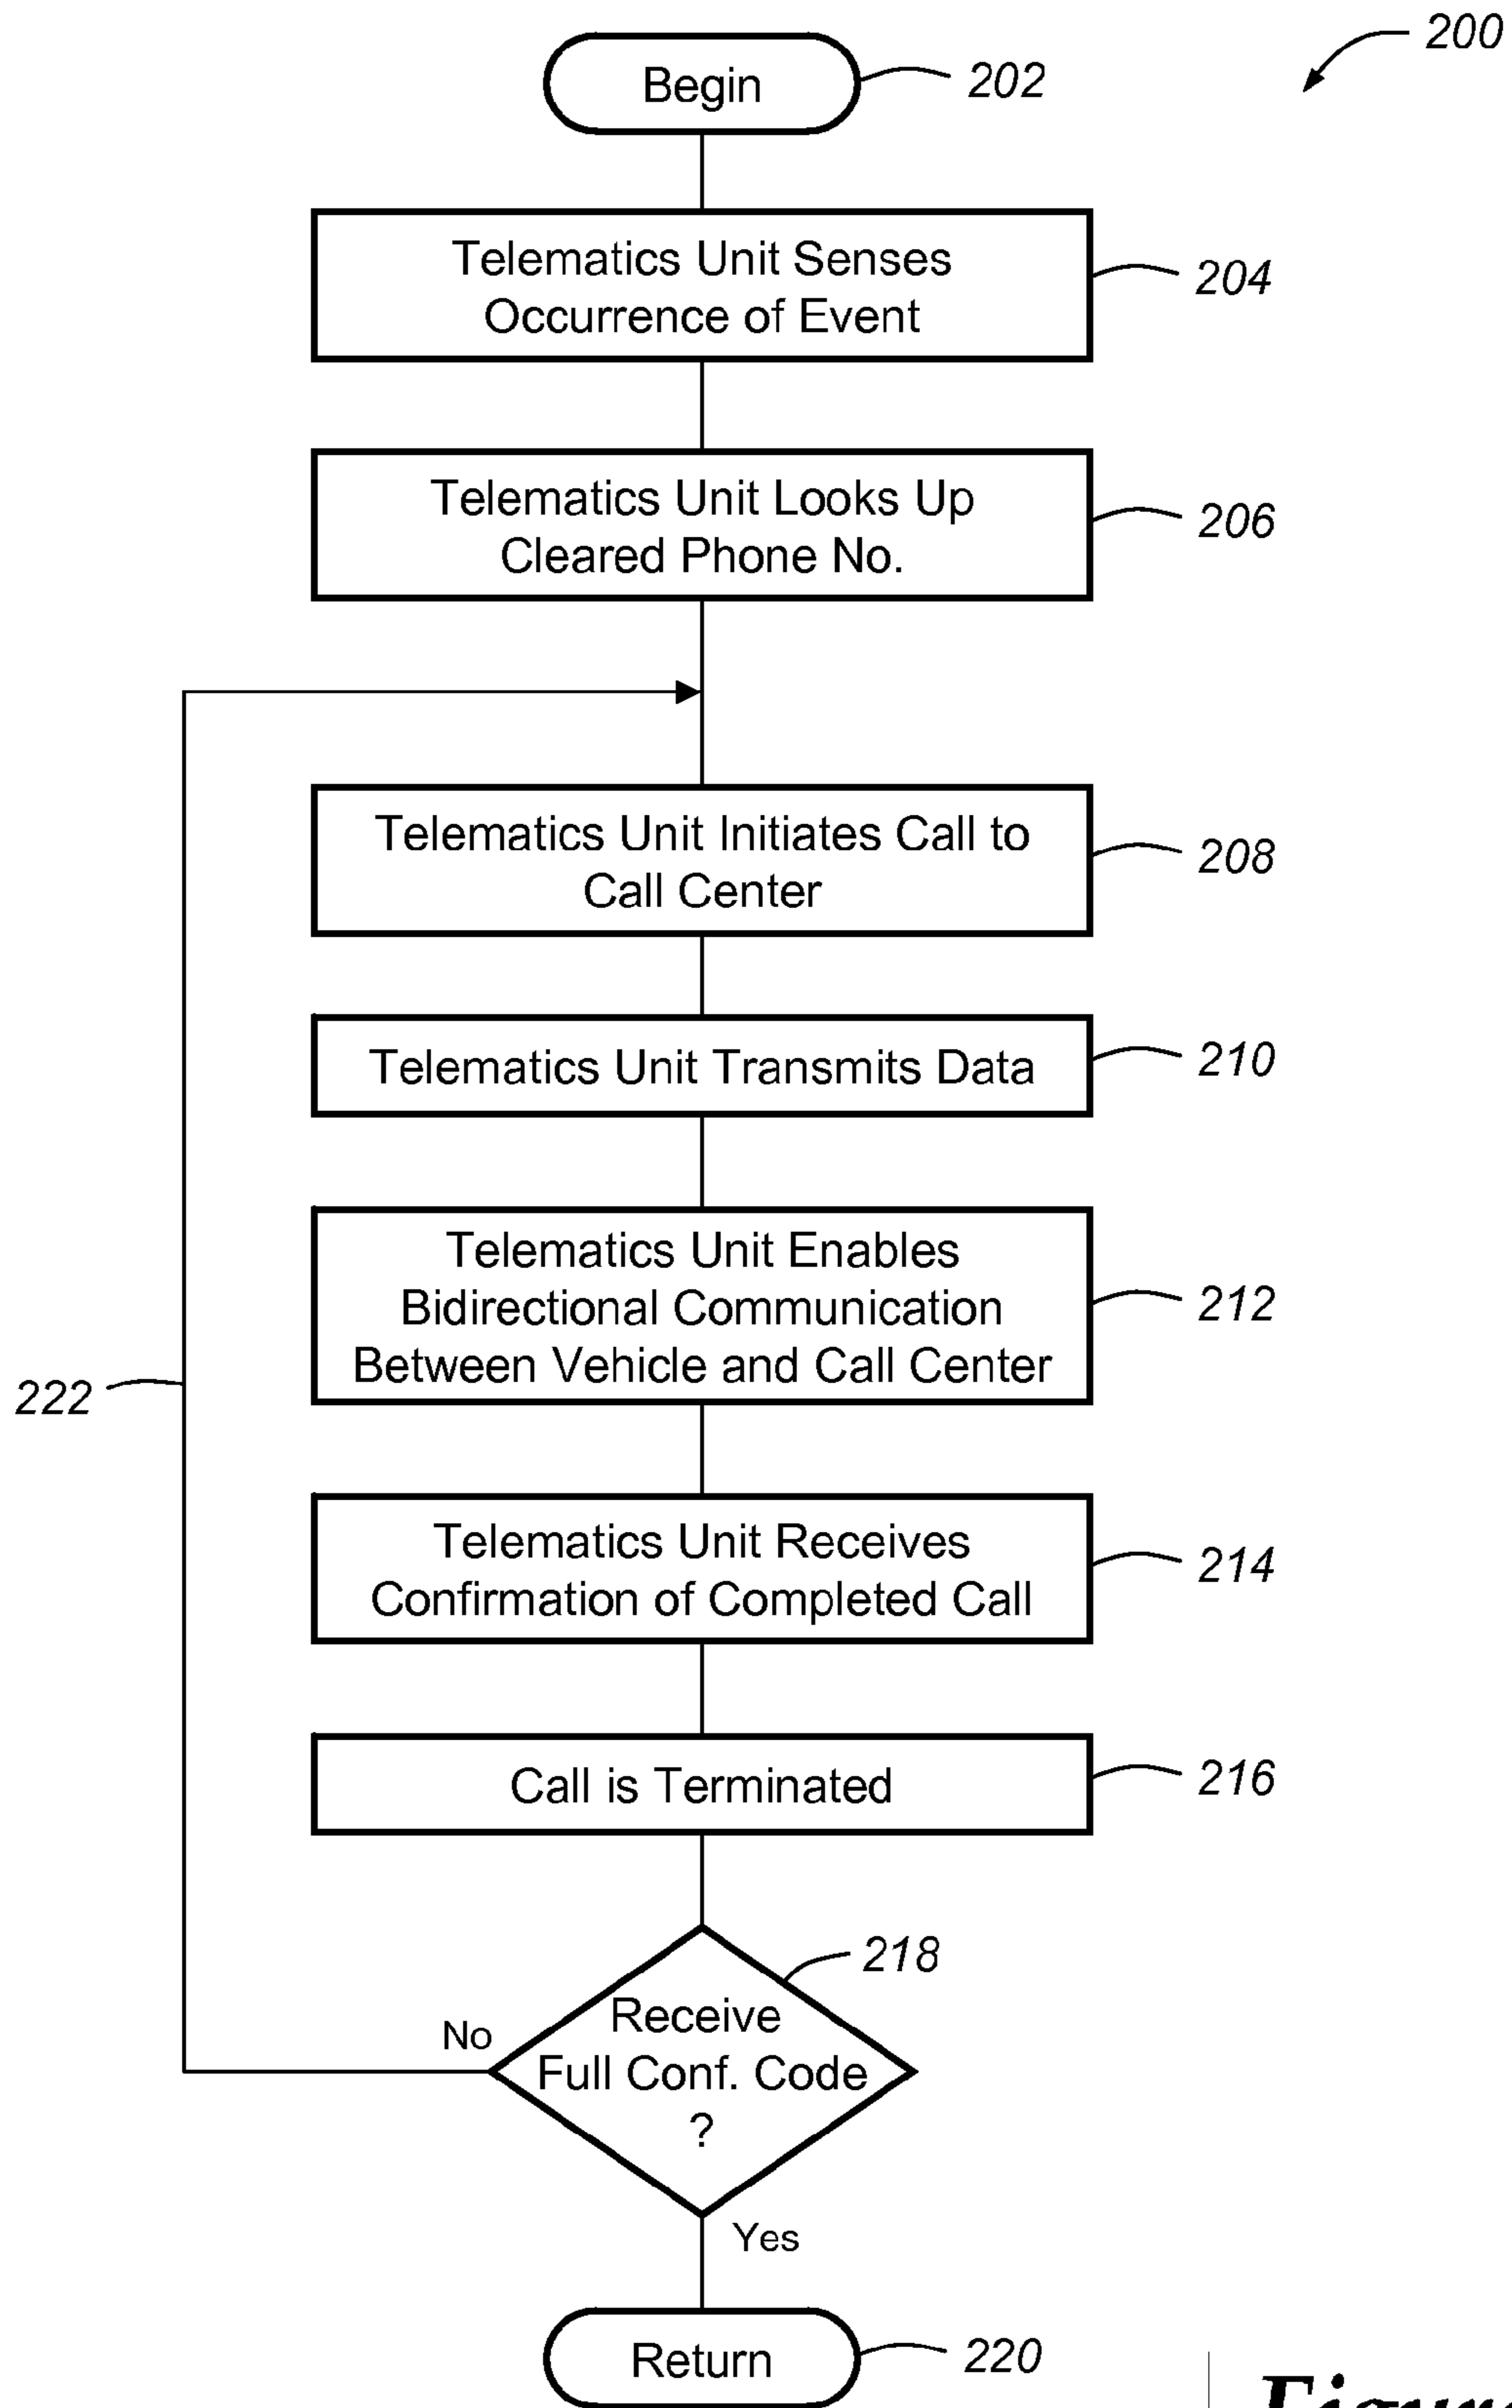 200
Begin
202
Telematics Unit Senses
Occurrence of Event
204
Telematics Unit Looks Up
Cleared Phone No.
206
Telematics Unit Initiates Call to
Call Center
208
Telematics Unit Transmits Data
210
Telematics Unit Enables
Bidirectional Communication
Between Vehicle and Call Center
212
222
Telematics Unit Receives
Confirmation of Completed Call
214
Call is Terminated
216
218
No
Receive
Full Conf. Code
?
Yes
Return
220